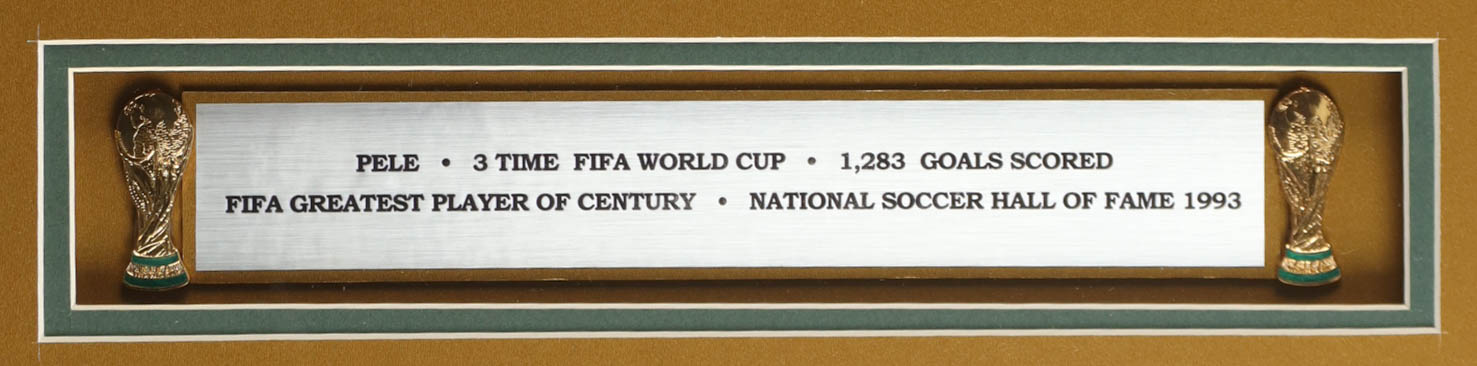 PELE • 3 TIME FIFA WORLD CUP • 1,283 GOALS SCORED
FIFA GREATEST PLAYER OF CENTURY • NATIONAL SOCCER HALL OF FAME 1993